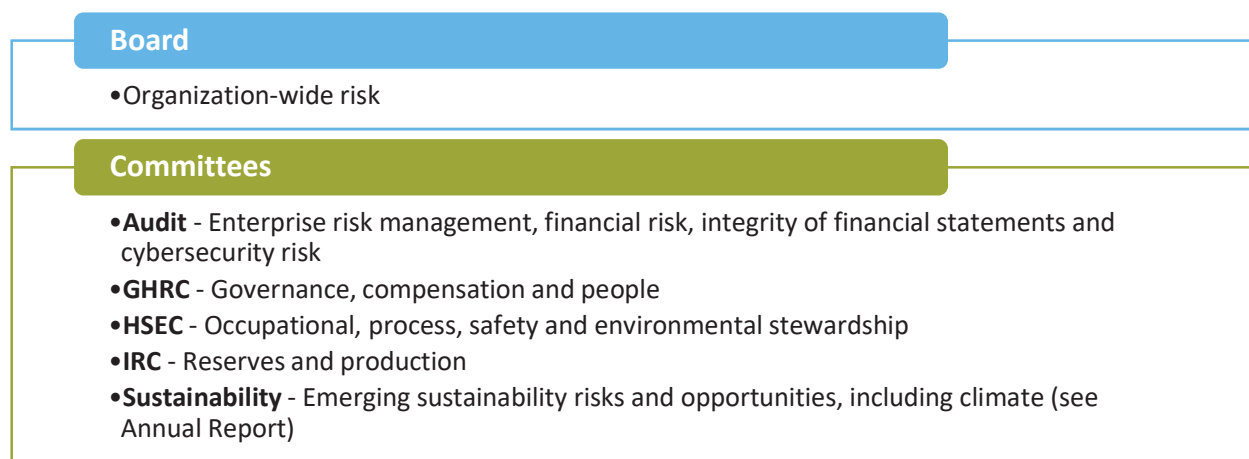 Board
•Organization-wide risk
Committees
•Audit - Enterprise risk management, financial risk, integrity of financial statements and
cybersecurity risk
•GHRC - Governance, compensation and people
•HSEC - Occupational, process, safety and environmental stewardship
•IRC - Reserves and production
•Sustainability - Emerging sustainability risks and opportunities, including climate (see
Annual Report)